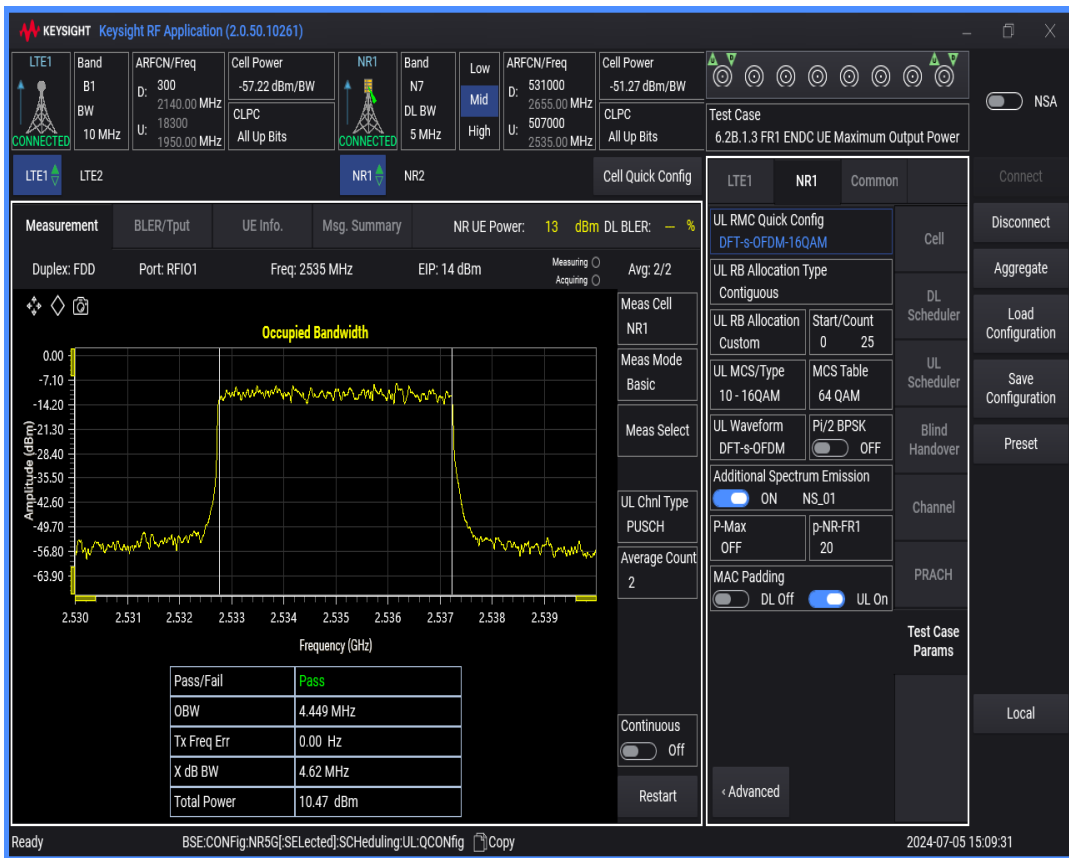 KEYSIGHT Keysight RF Application (2.0.50.10261)
LTE1
CONNECTED
Band
B1
BW
10 MHz
ARFCN/Freq
D: 300
2140.00 MHz
U: 18300
1950.00 MHz
Cell Power
-57.22 dBm/BW
CLPC
All Up Bits
NR1
CONNECTED
Band
N7
DL BW
5 MHz
Low
Mid
High
ARFCN/Freq
D: 531000
2655.00 MHz
U: 507000
2535.00 MHz
Cell Power
-51.27 dBm/BW
CLPC
All Up Bits
Test Case
6.2B.1.3 FR1 ENDC UE Maximum Output Power
NSA
LTE1 LTE2 NR1 NR2 Cell Quick Config
LTE1 NR1 Common
Connect
Disconnect
Aggregate
Load
Configuration
Save
Configuration
Preset
Local
Measurement BLER/Tput UE Info. Msg. Summary NR UE Power: 13 dBm DL BLER: -- %
Duplex: FDD Port: RFIO1 Freq: 2535 MHz EIP: 14 dBm Measuring Avg: 2/2
Acquiring
Occupied Bandwidth
Amplitude (dBm)
0.00
-7.10
-14.20
-21.30
-28.40
-35.50
-42.60
-49.70
-56.80
-63.90
2.530 2.531 2.532 2.533 2.534 2.535 2.536 2.537 2.538 2.539
Frequency (GHz)
Pass/Fail Pass
OBW 4.449 MHz
Tx Freq Err 0.00 Hz
X dB BW 4.62 MHz
Total Power 10.47 dBm
Meas Cell
NR1
Meas Mode
Basic
Meas Select
UL Chnl Type
PUSCH
Average Count
2
Continuous
Off
Restart
UL RMC Quick Config
DFT-s-OFDM-16QAM
UL RB Allocation Type
Contiguous
UL RB Allocation
Custom
Start/Count
0 25
UL MCS/Type
10 - 16QAM
MCS Table
64 QAM
UL Waveform
DFT-s-OFDM
Pi/2 BPSK
OFF
Additional Spectrum Emission
ON NS_01
P-Max
OFF
p-NR-FR1
20
MAC Padding
DL Off UL On
‹ Advanced
Cell
DL
Scheduler
UL
Scheduler
Blind
Handover
Channel
PRACH
Test Case
Params
Ready BSE:CONFig:NR5G[:SELected]:SCHeduling:UL:QCONfig Copy 2024-07-05 15:09:31